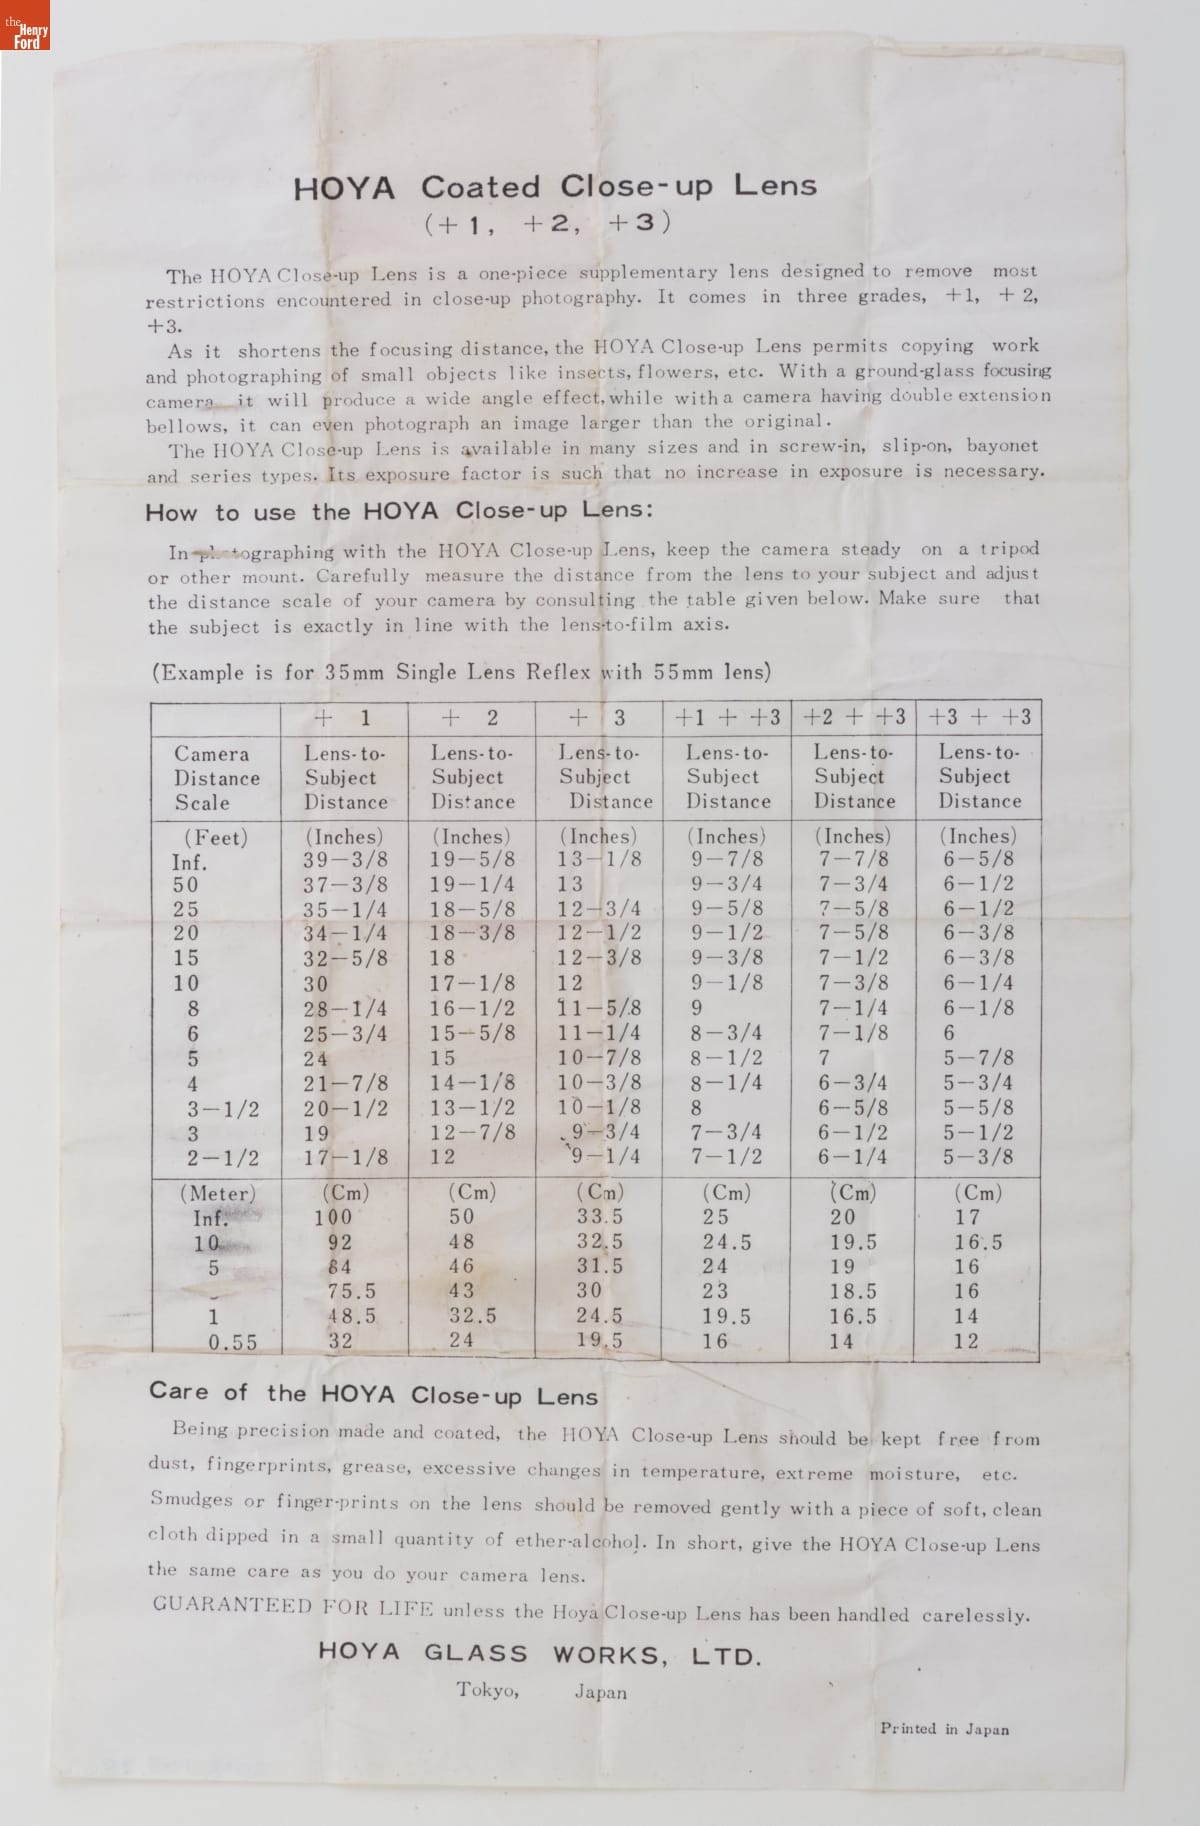 the
Henry
Ford
HOYA Coated Close-up Lens
(+1, +2, +3)
The HOYA Close-up Lens is a one-piece supplementary lens designed to remove most
restrictions encountered in close-up photography. It comes in three grades, +1, +2,
+3.
As it shortens the focusing distance, the HOYA Close-up Lens permits copying work
and photographing of small objects like insects, flowers, etc. With a ground-glass focusing
camera it will produce a wide angle effect, while with a camera having double extension
bellows, it can even photograph an image larger than the original.
The HOYA Close-up Lens is available in many sizes and in screw-in, slip-on, bayonet
and series types. Its exposure factor is such that no increase in exposure is necessary.
How to use the HOYA Close-up Lens:
In photographing with the HOYA Close-up Lens, keep the camera steady on a tripod
or other mount. Carefully measure the distance from the lens to your subject and adjust
the distance scale of your camera by consulting the table given below. Make sure that
the subject is exactly in line with the lens-to-film axis.
(Example is for 35mm Single Lens Reflex with 55mm lens)
+ 1 + 2 + 3 +1 + +3 +2 + +3 +3 + +3
Camera Lens-to- Lens-to- Lens-to- Lens-to- Lens-to- Lens-to-
Distance Subject Subject Subject Subject Subject Subject
Scale Distance Distance Distance Distance Distance Distance
(Feet) (Inches) (Inches) (Inches) (Inches) (Inches) (Inches)
Inf. 39-3/8 19-5/8 13-1/8 9-7/8 7-7/8 6-5/8
50 37-3/8 19-1/4 13 9-3/4 7-3/4 6-1/2
25 35-1/4 18-5/8 12-3/4 9-5/8 7-5/8 6-1/2
20 34-1/4 18-3/8 12-1/2 9-1/2 7-5/8 6-3/8
15 32-5/8 18 12-3/8 9-3/8 7-1/2 6-3/8
10 30 17-1/8 12 9-1/8 7-3/8 6-1/4
8 28-1/4 16-1/2 11-5/8 9 7-1/4 6-1/8
6 25-3/4 15-5/8 11-1/4 8-3/4 7-1/8 6
5 24 15 10-7/8 8-1/2 7 5-7/8
4 21-7/8 14-1/8 10-3/8 8-1/4 6-3/4 5-3/4
3-1/2 20-1/2 13-1/2 10-1/8 8 6-5/8 5-5/8
3 19 12-7/8 9-3/4 7-3/4 6-1/2 5-1/2
2-1/2 17-1/8 12 9-1/4 7-1/2 6-1/4 5-3/8
(Meter) (Cm) (Cm) (Cm) (Cm) (Cm) (Cm)
Inf. 100 50 33.5 25 20 17
10 92 48 32.5 24.5 19.5 16.5
5 84 46 31.5 24 19 16
75.5 43 30 23 18.5 16
1 48.5 32.5 24.5 19.5 16.5 14
0.55 32 24 19.5 16 14 12
Care of the HOYA Close-up Lens
Being precision made and coated, the HOYA Close-up Lens should be kept free from
dust, fingerprints, grease, excessive changes in temperature, extreme moisture, etc.
Smudges or finger-prints on the lens should be removed gently with a piece of soft, clean
cloth dipped in a small quantity of ether-alcohol. In short, give the HOYA Close-up Lens
the same care as you do your camera lens.
GUARANTEED FOR LIFE unless the Hoya Close-up Lens has been handled carelessly.
HOYA GLASS WORKS, LTD.
Tokyo, Japan
Printed in Japan